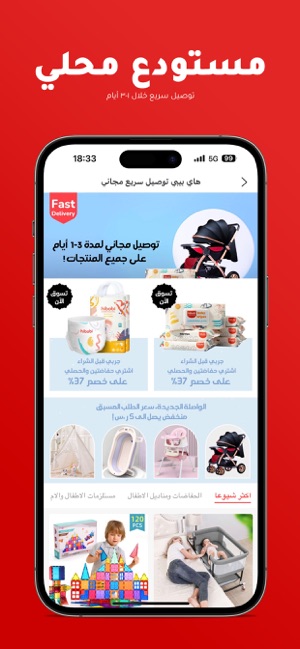 مستودع محلي
توصيل سريع خلال ١-٣ أيام
18:33
5G
99
هاي بيبي توصيل سريع مجاني
Fast
Delivery
توصيل مجاني لمدة 3-1 أيام
على جميع المنتجات!
تسوق
الآن
تسوق
الآن
جربي قبل الشراء
اشتري حفاضتين والحصلي
على خصم 37%
جربي قبل الشراء
اشتري حفاضتين والحصلي
على خصم 37%
الواصلة الجديدة، سعر الطلب المسبق
منخفض يصل الى 5 ر.س!
اكثر شيوعا
الحفاضات ومناديل الاطفال
مستلزمات الاطفال والام
120
PCS